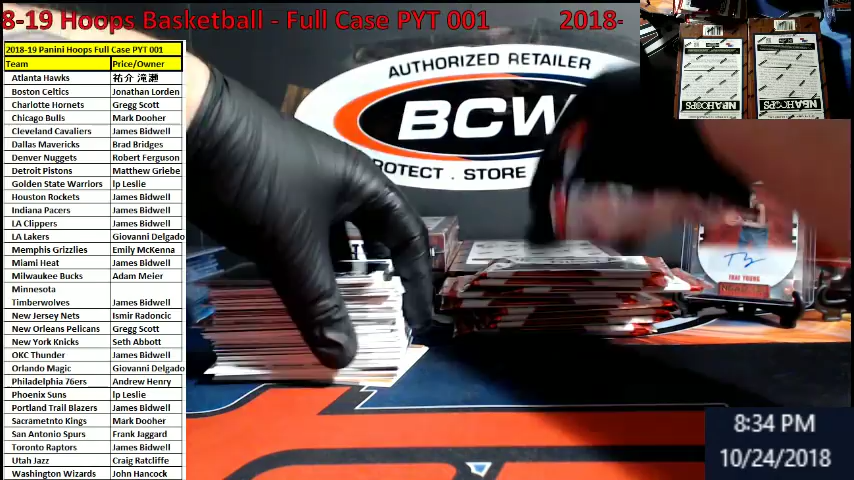 8-19 Hoops Basketball - Full Case PYT 001 2018-
2018-19 Panini Hoops Full Case PYT 001
Team Price/Owner
Atlanta Hawks 祐介 滝瀞
Boston Celtics Jonathan Lorden
Charlotte Hornets Gregg Scott
Chicago Bulls Mark Dooher
Cleveland Cavaliers James Bidwell
Dallas Mavericks Brad Bridges
Denver Nuggets Robert Ferguson
Detroit Pistons Matthew Griebe
Golden State Warriors lp Leslie
Houston Rockets James Bidwell
Indiana Pacers James Bidwell
LA Clippers James Bidwell
LA Lakers Giovanni Delgado
Memphis Grizzlies Emily McKenna
Miami Heat James Bidwell
Milwaukee Bucks Adam Meier
Minnesota
Timberwolves James Bidwell
New Jersey Nets Ismir Radoncic
New Orleans Pelicans Gregg Scott
New York Knicks Seth Abbott
OKC Thunder James Bidwell
Orlando Magic Giovanni Delgado
Philadelphia 76ers Andrew Henry
Phoenix Suns lp Leslie
Portland Trail Blazers James Bidwell
Sacrametnto Kings Mark Dooher
San Antonio Spurs Frank Jaggard
Toronto Raptors James Bidwell
Utah Jazz Craig Ratcliffe
Washington Wizards John Hancock
AUTHORIZED RETAILER
BCW
PROTECT . STORE
NBA HOOPS
NBA HOOPS
TRAE YOUNG
8:34 PM
10/24/2018